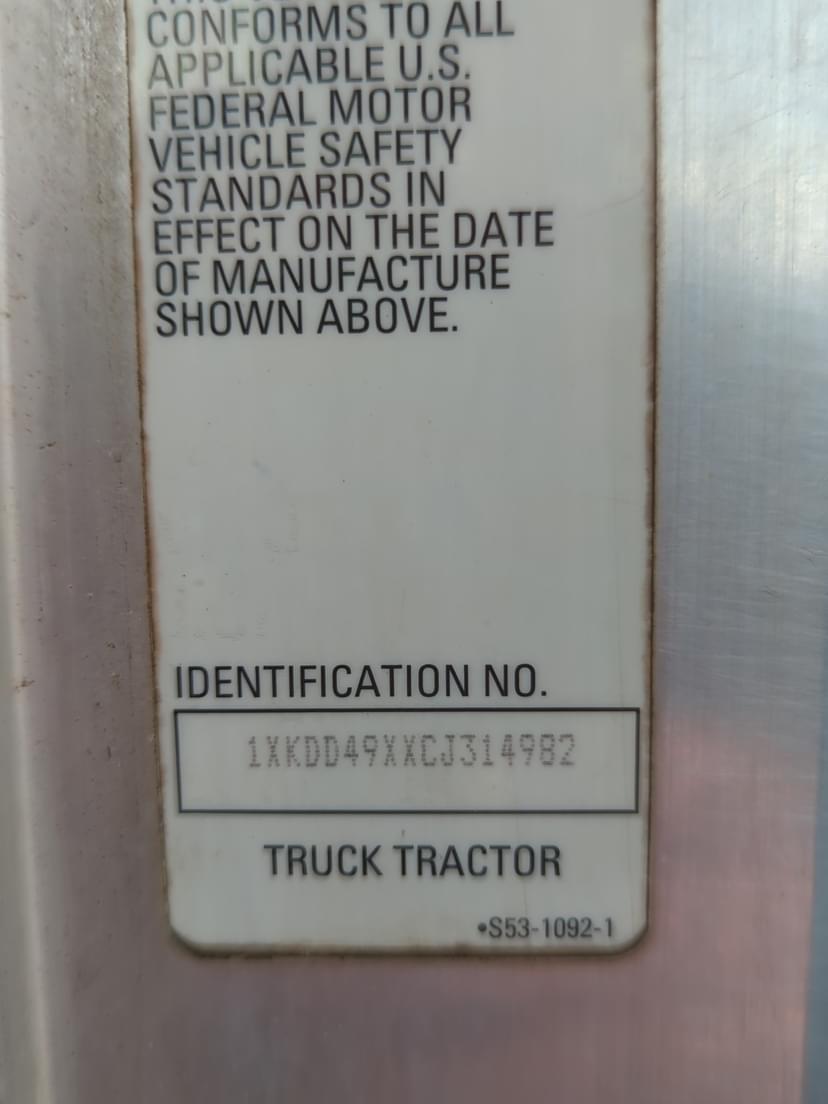 CONFORMS TO ALL
APPLICABLE U.S.
FEDERAL MOTOR
VEHICLE SAFETY
STANDARDS IN
EFFECT ON THE DATE
OF MANUFACTURE
SHOWN ABOVE.
IDENTIFICATION NO.
1XKDD49XXCJ314982
TRUCK TRACTOR
•S53-1092-1